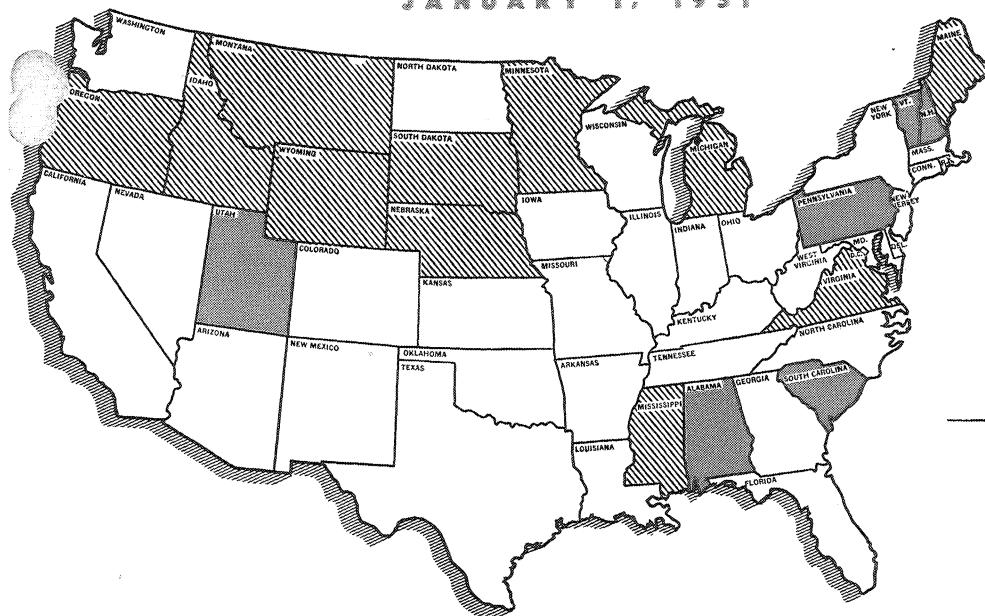 JANUARY 1, 1951
WASHINGTON
MONTANA
NORTH DAKOTA
MINNESOTA
MAINE
OREGON
IDAHO
SOUTH DAKOTA
WISCONSIN
MICHIGAN
NEW YORK
VT.
N.H.
MASS.
CONN.
WYOMING
CALIFORNIA
NEVADA
UTAH
NEBRASKA
IOWA
ILLINOIS
INDIANA
OHIO
PENNSYLVANIA
NEW JERSEY
COLORADO
KANSAS
MISSOURI
WEST VIRGINIA
MD.
D.C.
DEL.
VIRGINIA
KENTUCKY
ARIZONA
NEW MEXICO
OKLAHOMA
TEXAS
ARKANSAS
TENNESSEE
NORTH CAROLINA
SOUTH CAROLINA
MISSISSIPPI
ALABAMA
GEORGIA
LOUISIANA
FLORIDA